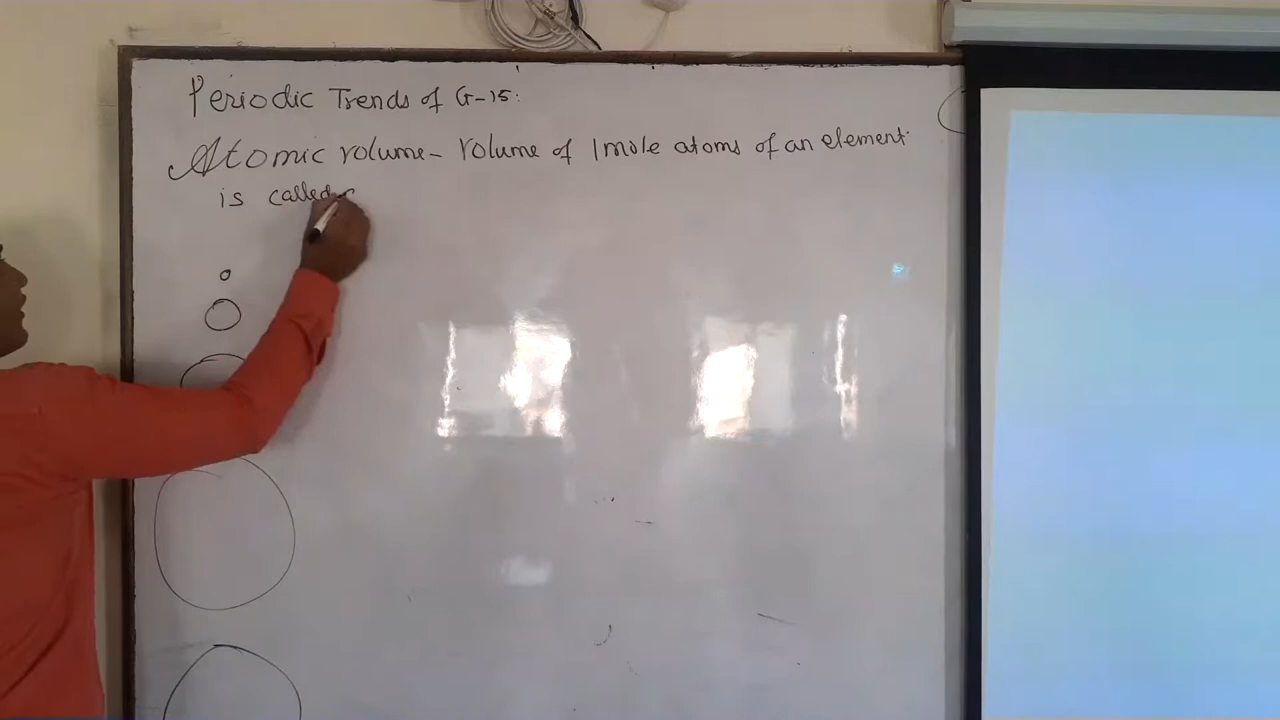 Periodic Trends of G-15:
Atomic volume- volume of 1 mole atoms of an element
is called